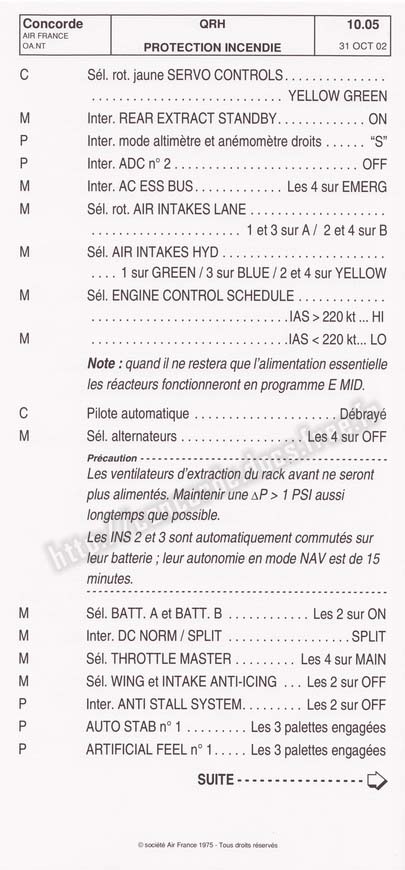 Concorde QRH 10.05
AIR FRANCE
OA.NT PROTECTION INCENDIE 31 OCT 02
C Sél. rot. jaune SERVO CONTROLS. . . . . . . . . . . . . .
. . . . . . . . . . . . . . . . . . . . . . . . . . . YELLOW GREEN
M Inter. REAR EXTRACT STANDBY. . . . . . . . . . . . . ON
P Inter. mode altimètre et anémomètre droits . . . . . . “S”
P Inter. ADC n° 2 . . . . . . . . . . . . . . . . . . . . . . . . . . OFF
M Inter. AC ESS BUS. . . . . . . . . . . . Les 4 sur EMERG
M Sél. rot. AIR INTAKES LANE . . . . . . . . . . . . . . . . . . .
. . . . . . . . . . . . . . . . . . . . . 1 et 3 sur A / 2 et 4 sur B
M Sél. AIR INTAKES HYD . . . . . . . . . . . . . . . . . . . . . . .
. . . . 1 sur GREEN / 3 sur BLUE / 2 et 4 sur YELLOW
M Sél. ENGINE CONTROL SCHEDULE . . . . . . . . . . . .
. . . . . . . . . . . . . . . . . . . . . . . . . . . .IAS > 220 kt ... HI
M . . . . . . . . . . . . . . . . . . . . . . . . . . . .IAS < 220 kt... LO
Note : quand il ne restera que l'alimentation essentielle
les réacteurs fonctionneront en programme E MID.
C Pilote automatique . . . . . . . . . . . . . . . . . . . . Débrayé
M Sél. alternateurs . . . . . . . . . . . . . . . . . Les 4 sur OFF
Précaution
Les ventilateurs d'extraction du rack avant ne seront
plus alimentés. Maintenir une ΔP > 1 PSI aussi
longtemps que possible.
Les INS 2 et 3 sont automatiquement commutés sur
leur batterie ; leur autonomie en mode NAV est de 15
minutes.
M Sél. BATT. A et BATT. B . . . . . . . . . . . . Les 2 sur ON
M Inter. DC NORM / SPLIT . . . . . . . . . . . . . . . . . . SPLIT
M Sél. THROTTLE MASTER . . . . . . . . . Les 4 sur MAIN
M Sél. WING et INTAKE ANTI-ICING . . . Les 2 sur OFF
P Inter. ANTI STALL SYSTEM. . . . . . . . . Les 2 sur OFF
P AUTO STAB n° 1 . . . . . . . . . Les 3 palettes engagées
P ARTIFICIAL FEEL n° 1. . . . . Les 3 palettes engagées
SUITE
© société Air France 1975 - Tous droits réservés